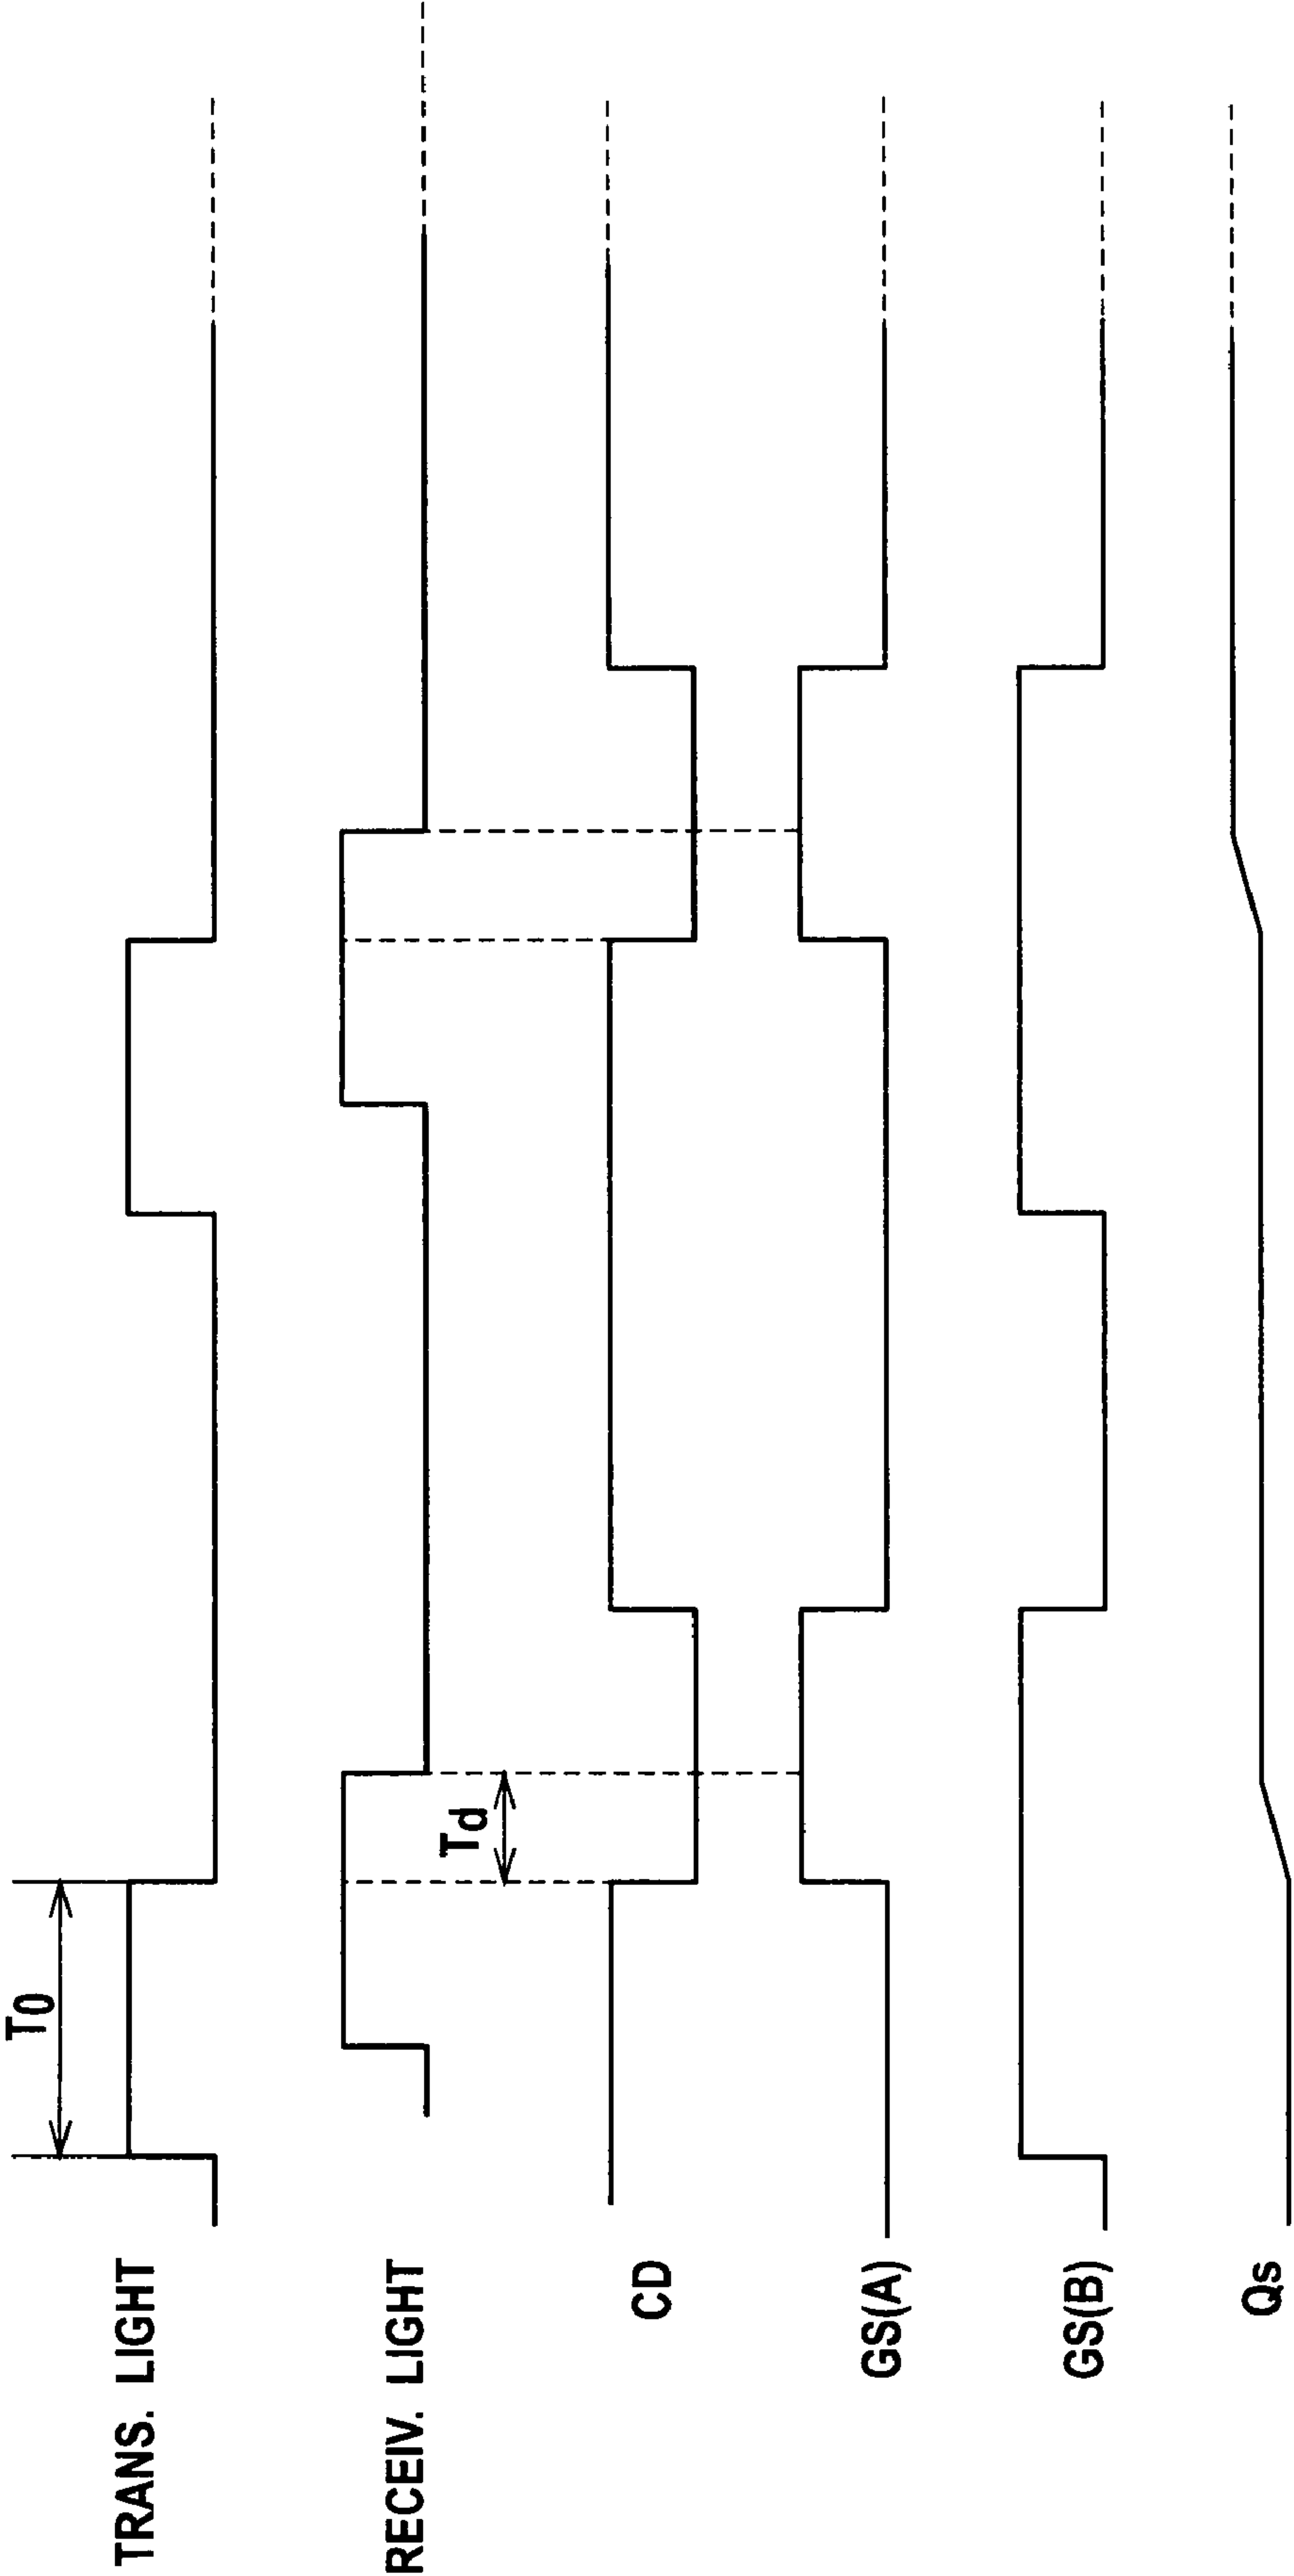 T0
TRANS. LIGHT
RECEIV. LIGHT
Td
CD
GS(A)
GS(B)
Qs